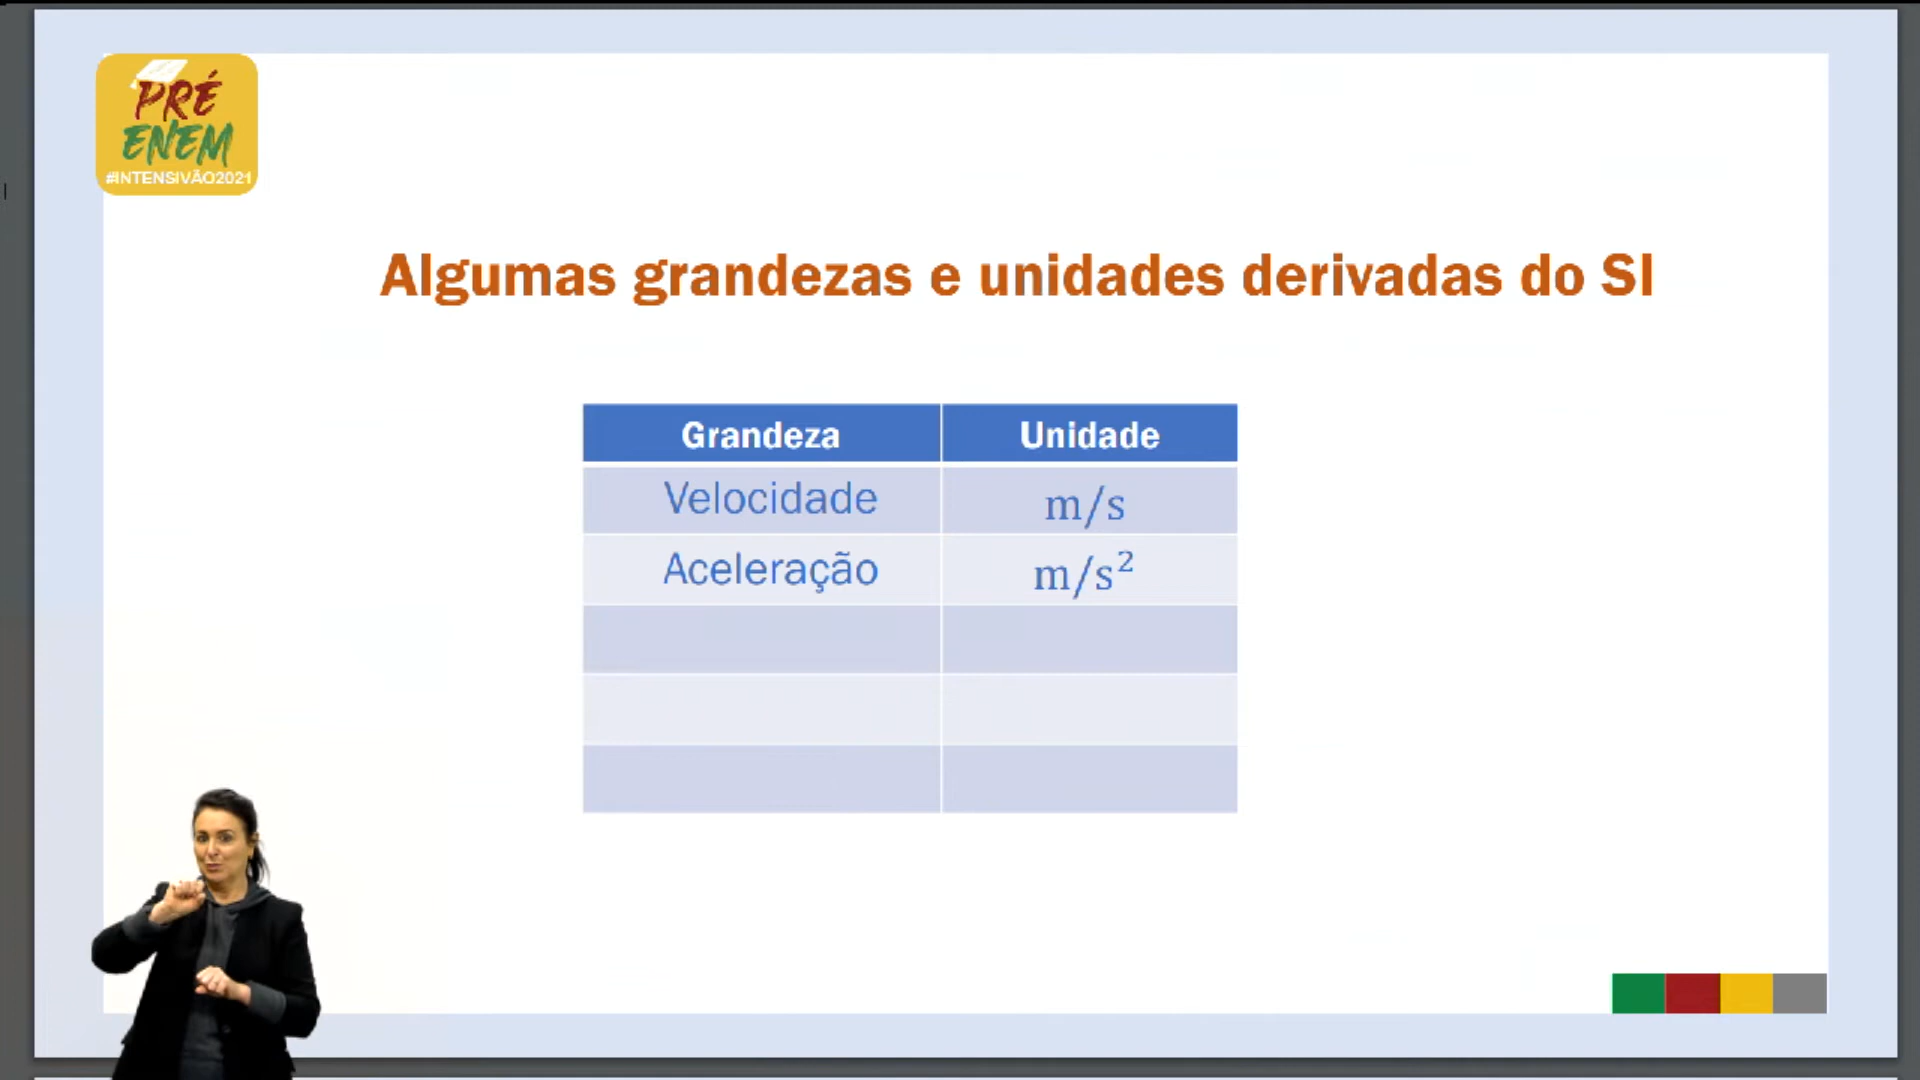 PRÉ
ENEM
#INTENSIVÃO2021
Algumas grandezas e unidades derivadas do SI
Grandeza Unidade
Velocidade m/s
Aceleração m/s²